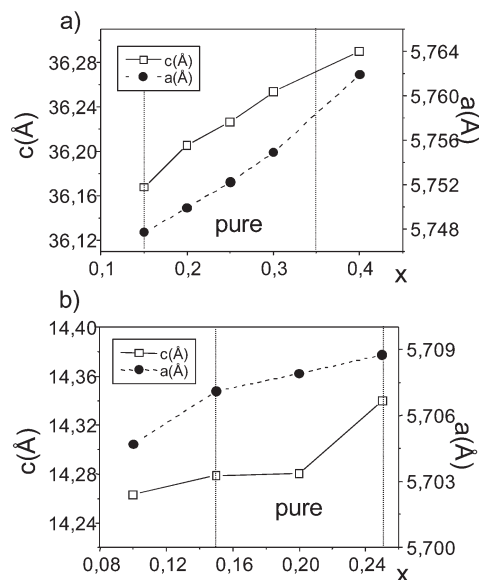 a)
36,28
36,24
36,20
36,16
36,12
c(Å)
c(Å)
a(Å)
pure
5,764
5,760
5,756
5,752
5,748
a(Å)
0,1
0,2
0,3
0,4
x
b)
14,40
14,36
14,32
14,28
14,24
c(Å)
c(Å)
a(Å)
pure
5,709
5,706
5,703
5,700
a(Å)
0,08
0,12
0,16
0,20
0,24
x